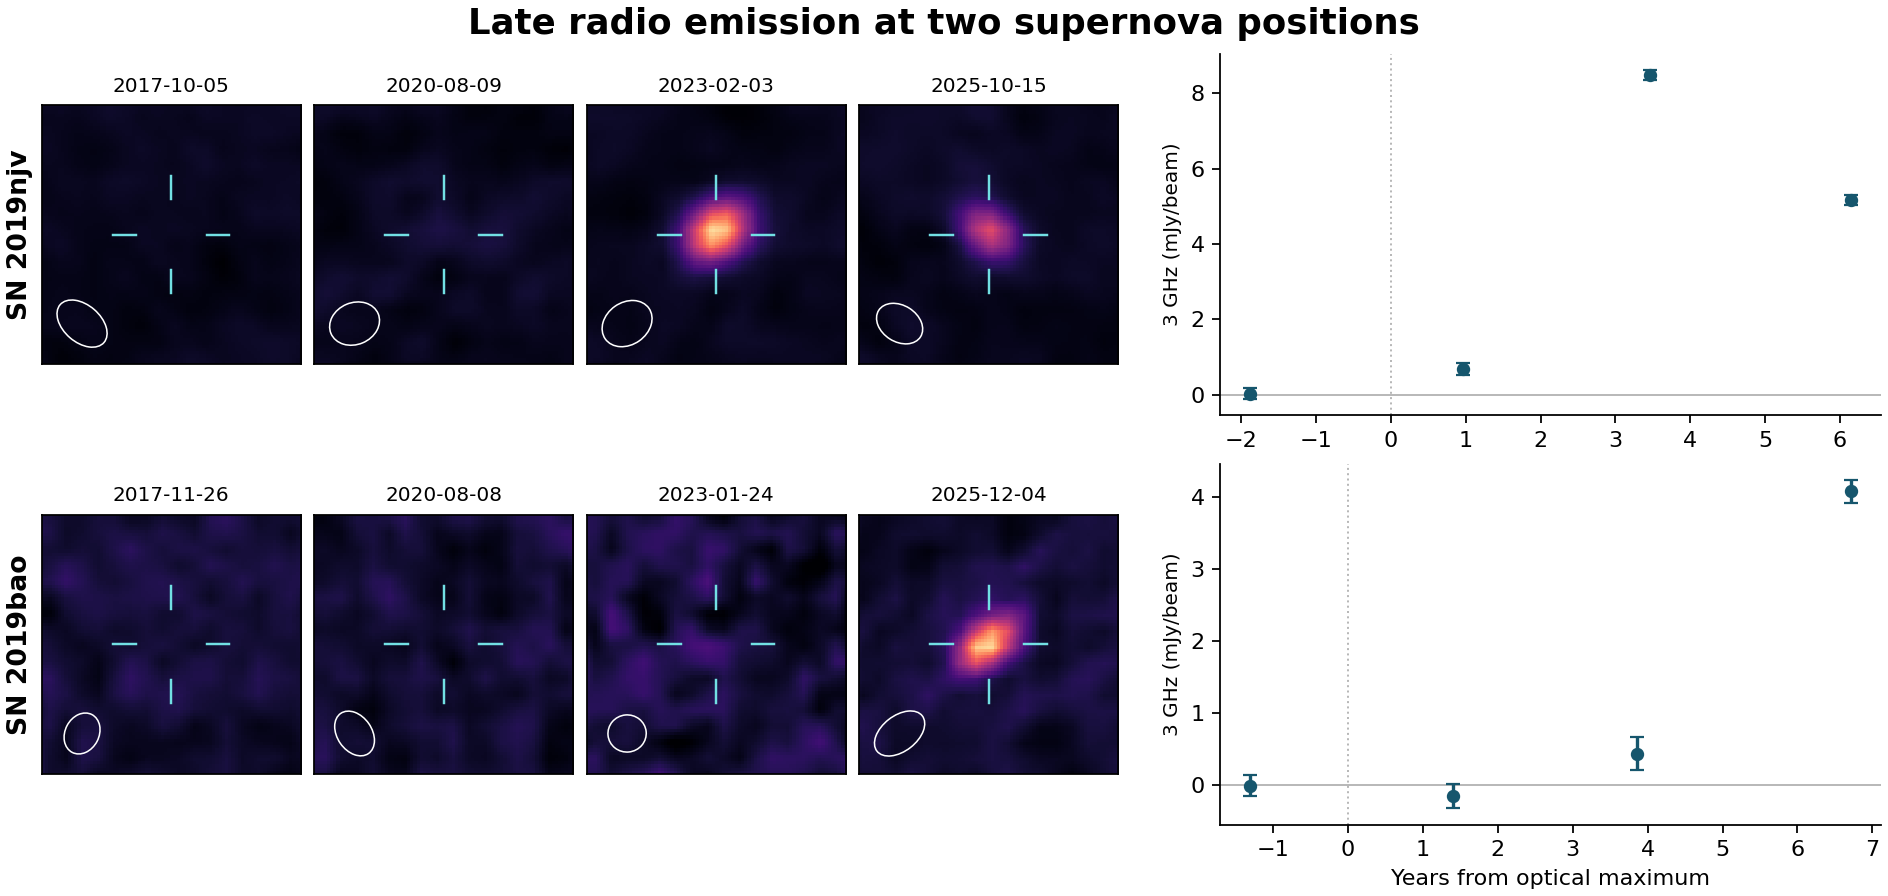 Late radio emission at two supernova positions
SN 2019njv
2017-10-05
2020-08-09
2023-02-03
2025-10-15
3 GHz (mJy/beam)
8
6
4
2
0
−2 −1 0 1 2 3 4 5 6
SN 2019bao
2017-11-26
2020-08-08
2023-01-24
2025-12-04
3 GHz (mJy/beam)
4
3
2
1
0
−1 0 1 2 3 4 5 6 7
Years from optical maximum